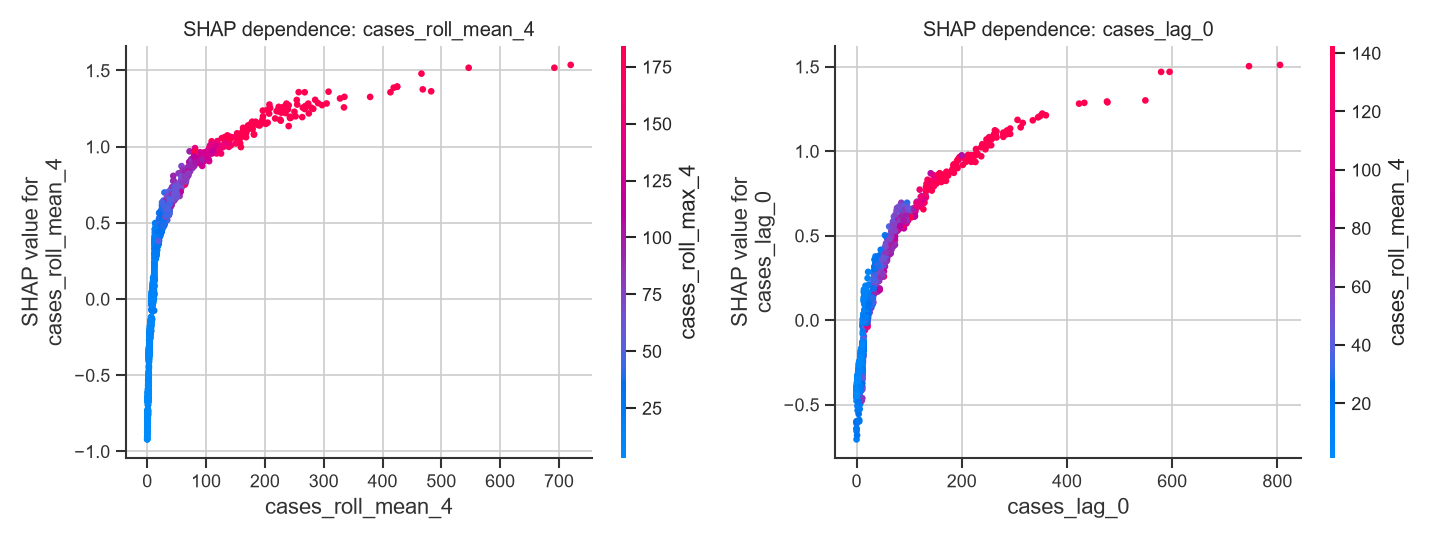 SHAP dependence: cases_roll_mean_4
1.5
1.0
0.5
0.0
−0.5
−1.0
SHAP value for
cases_roll_mean_4
0 100 200 300 400 500 600 700
cases_roll_mean_4
175
150
125
100
75
50
25
cases_roll_max_4
SHAP dependence: cases_lag_0
1.5
1.0
0.5
0.0
−0.5
SHAP value for
cases_lag_0
0 200 400 600 800
cases_lag_0
140
120
100
80
60
40
20
cases_roll_mean_4